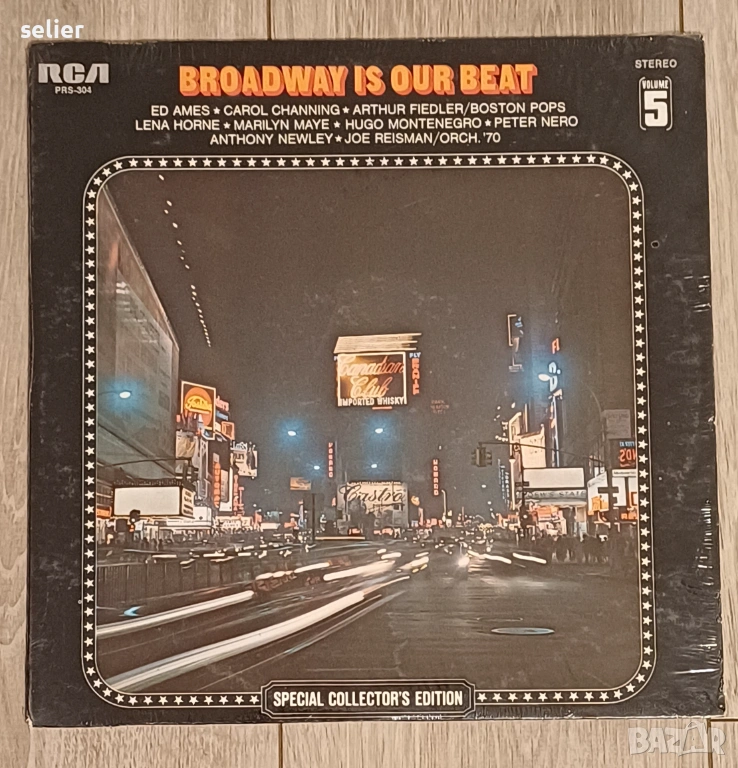 selier
RCA
PRS-304
BROADWAY IS OUR BEAT
STEREO
VOLUME
5
ED AMES ★ CAROL CHANNING ★ ARTHUR FIEDLER/BOSTON POPS
LENA HORNE ★ MARILYN MAYE ★ HUGO MONTENEGRO ★ PETER NERO
ANTHONY NEWLEY ★ JOE REISMAN/ORCH. '70
Canadian
Club
IMPORTED WHISKY
FLY
Castro
SPECIAL COLLECTOR'S EDITION
BAZAR